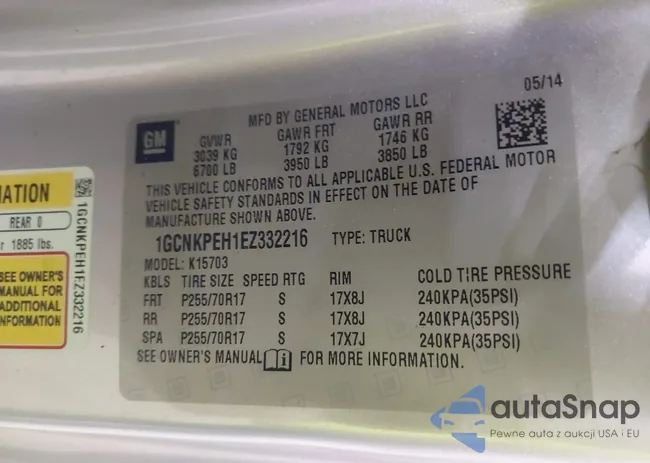 05/14
MFD BY GENERAL MOTORS LLC
GM
GVWR GAWR FRT GAWR RR
3039 KG 1792 KG 1746 KG
6700 LB 3950 LB 3850 LB
THIS VEHICLE CONFORMS TO ALL APPLICABLE U.S. FEDERAL MOTOR
VEHICLE SAFETY STANDARDS IN EFFECT ON THE DATE OF
MANUFACTURE SHOWN ABOVE.
1GCNKPEH1EZ332216 TYPE: TRUCK
MODEL: K15703
KBLS TIRE SIZE SPEED RTG RIM COLD TIRE PRESSURE
FRT P255/70R17 S 17X8J 240KPA(35PSI)
RR P255/70R17 S 17X8J 240KPA(35PSI)
SPA P255/70R17 S 17X7J 240KPA(35PSI)
SEE OWNER'S MANUAL FOR MORE INFORMATION.
MATION
REAR 0
1885 lbs.
SEE OWNER'S
MANUAL FOR
ADDITIONAL
INFORMATION
1GCNKPEH1EZ332216
autaSnap
Pewne auta z aukcji USA i EU